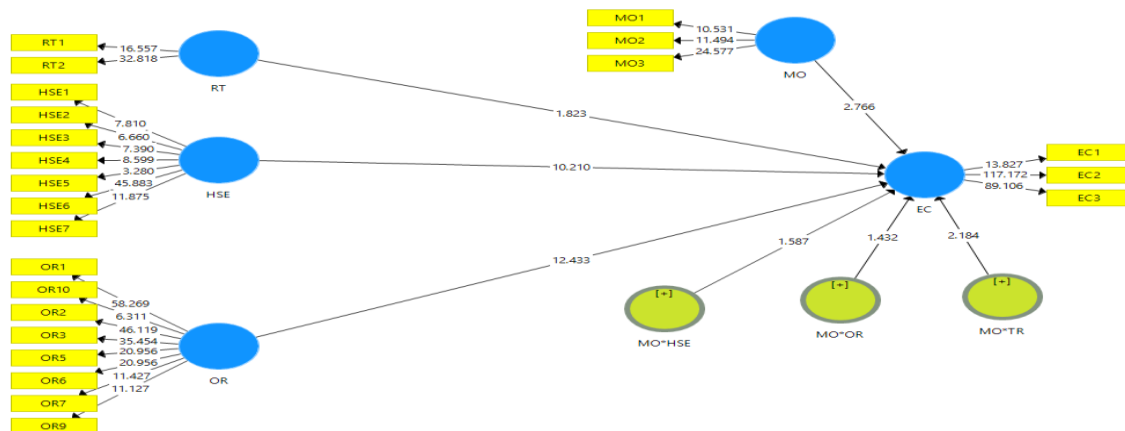 RT1
RT2
16.557
32.818
RT
HSE1
HSE2
HSE3
HSE4
HSE5
HSE6
HSE7
7.810
6.660
7.390
8.599
3.280
45.883
11.875
HSE
OR1
OR10
OR2
OR3
OR5
OR6
OR7
OR9
58.269
6.311
46.119
35.454
20.956
20.956
11.427
11.127
OR
MO1
MO2
MO3
10.531
11.494
24.577
MO
1.823
2.766
10.210
12.433
EC
13.827
117.172
89.106
EC1
EC2
EC3
1.587
1.432
2.184
[+]
MO*HSE
[+]
MO*OR
[+]
MO*TR